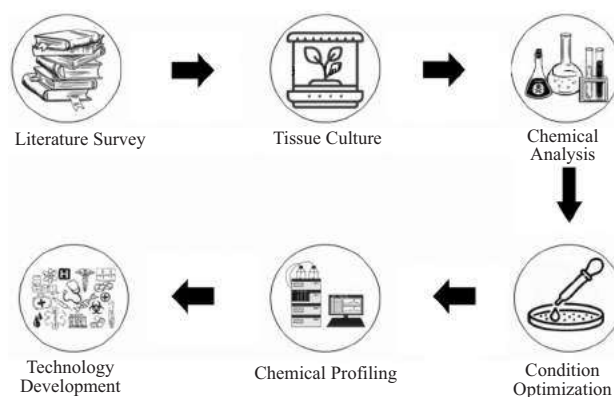 Literature Survey
Tissue Culture
Chemical
Analysis
Technology
Development
Chemical Profiling
Condition
Optimization